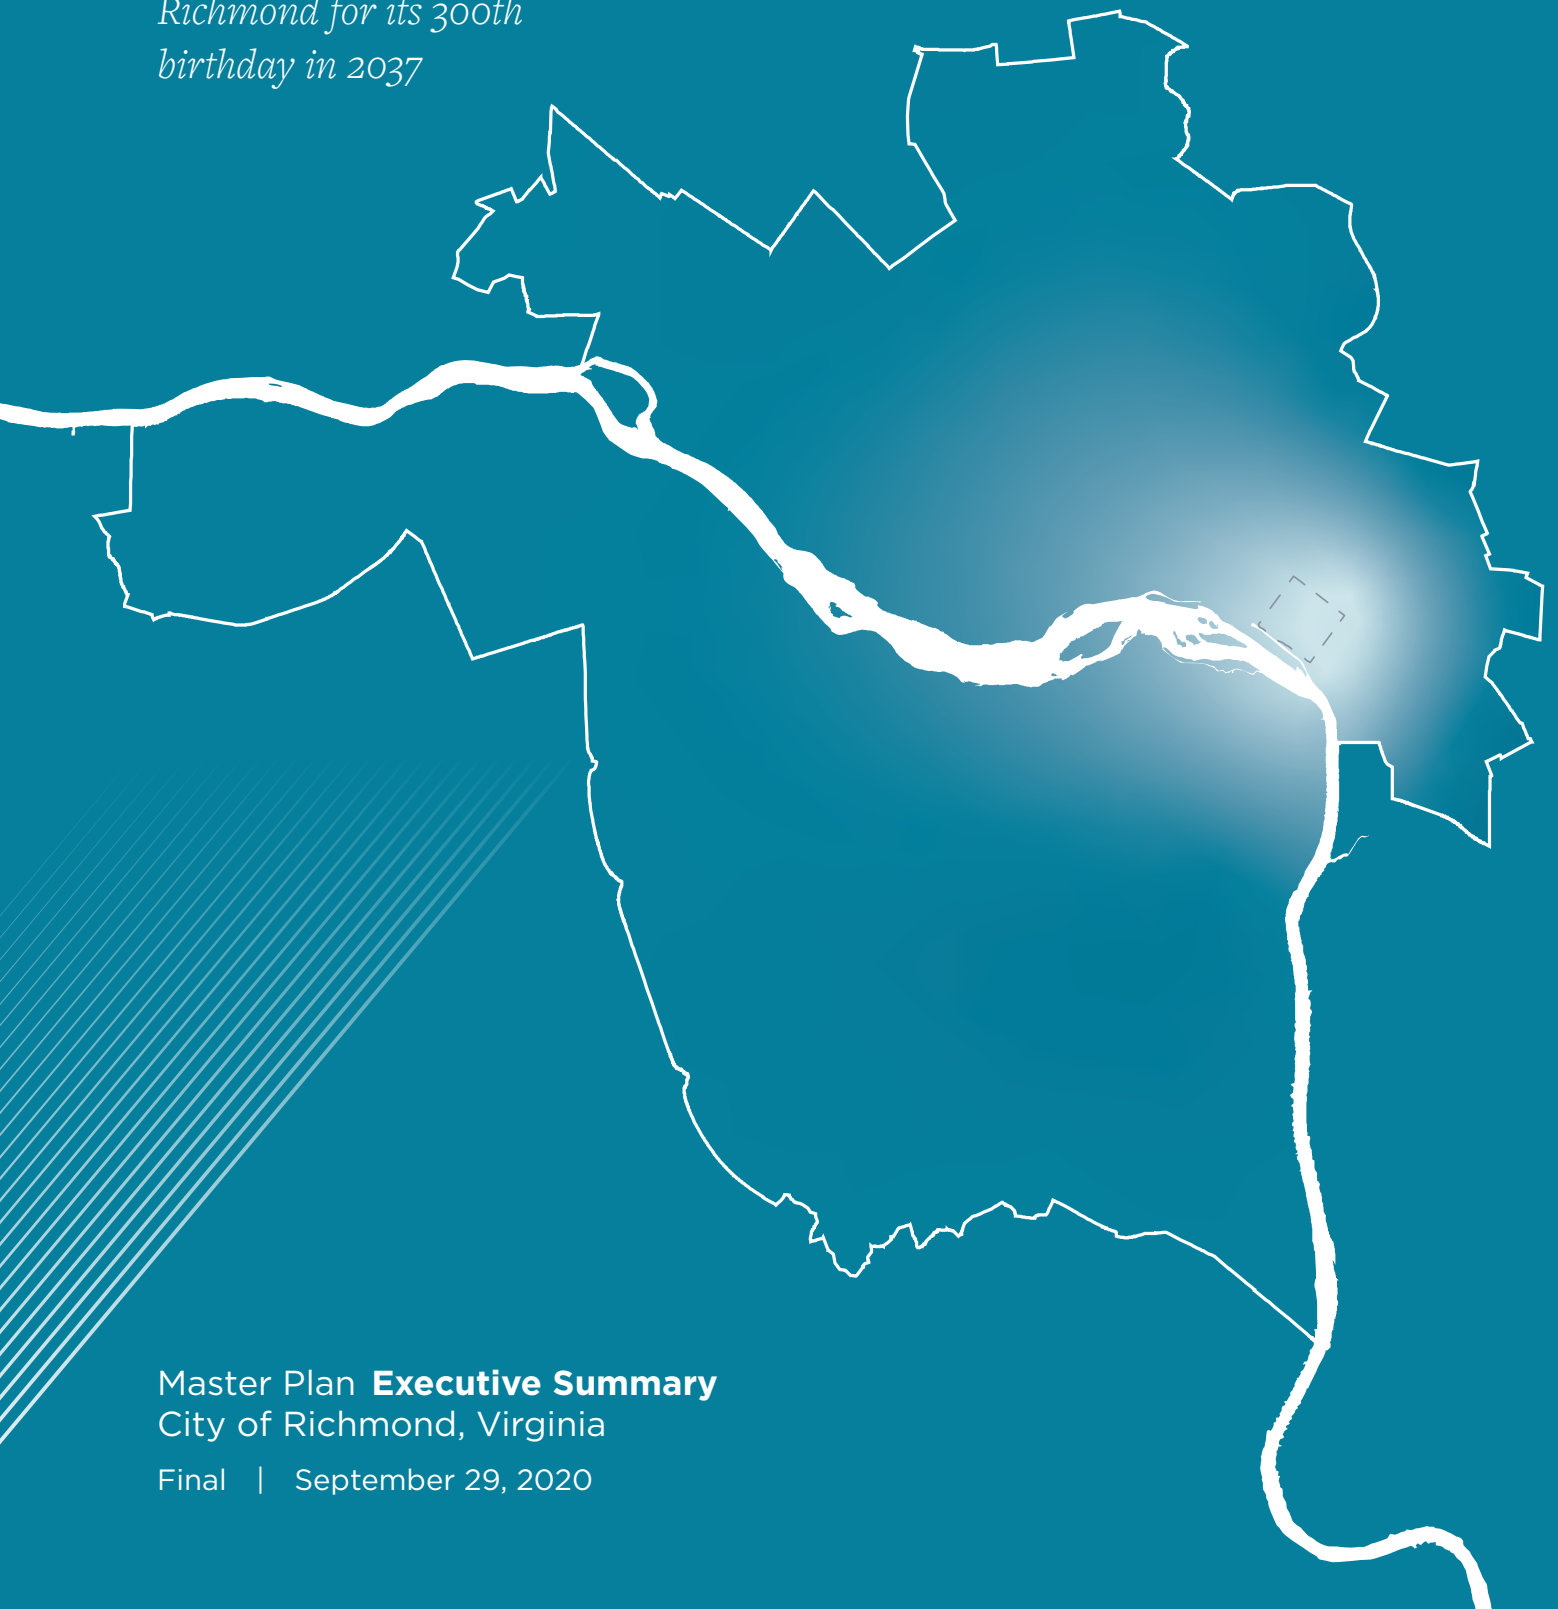 Richmond for its 300th
birthday in 2037
Master Plan Executive Summary
City of Richmond, Virginia
Final | September 29, 2020